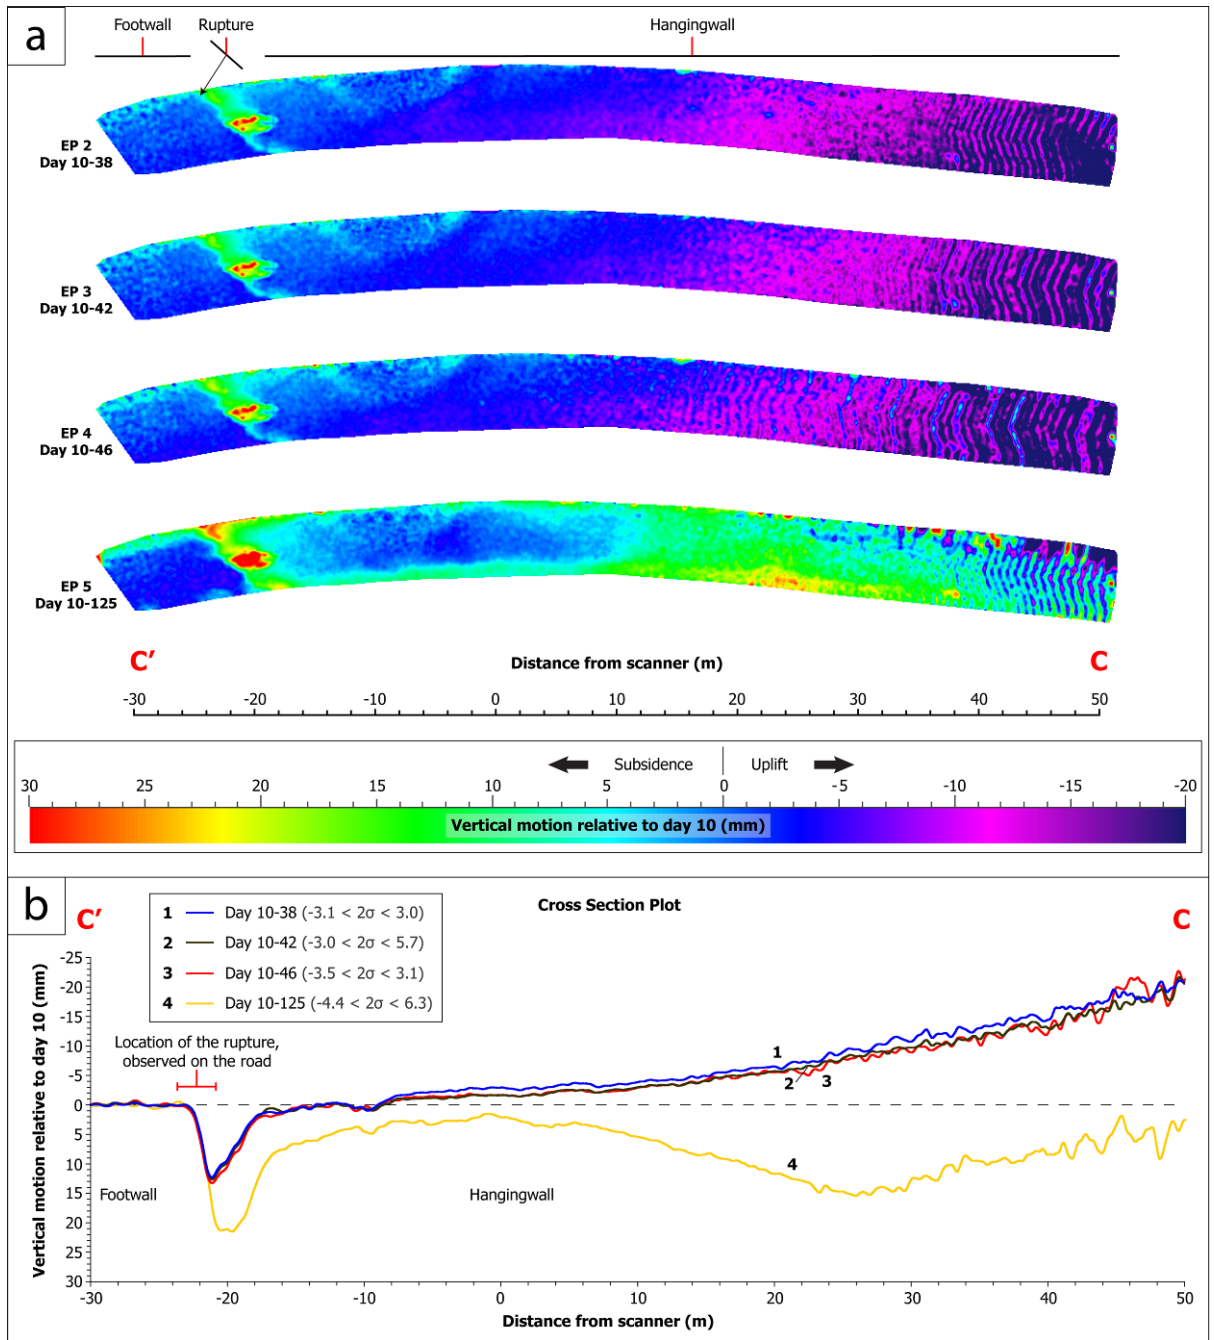 a
Footwall
Rupture
Hangingwall
EP 2
Day 10-38
EP 3
Day 10-42
EP 4
Day 10-46
EP 5
Day 10-125
C′
Distance from scanner (m)
C
-30 -20 -10 0 10 20 30 40 50
Subsidence
Uplift
30 25 20 15 10 5 0 -5 -10 -15 -20
Vertical motion relative to day 10 (mm)
b
C′
Cross Section Plot
C
1 Day 10-38 (-3.1 < 2σ < 3.0)
2 Day 10-42 (-3.0 < 2σ < 5.7)
3 Day 10-46 (-3.5 < 2σ < 3.1)
4 Day 10-125 (-4.4 < 2σ < 6.3)
Vertical motion relative to day 10 (mm)
-25
-20
-15
-10
-5
0
5
10
15
20
25
30
Location of the rupture,
observed on the road
1
2
3
4
Footwall
Hangingwall
-30 -20 -10 0 10 20 30 40 50
Distance from scanner (m)